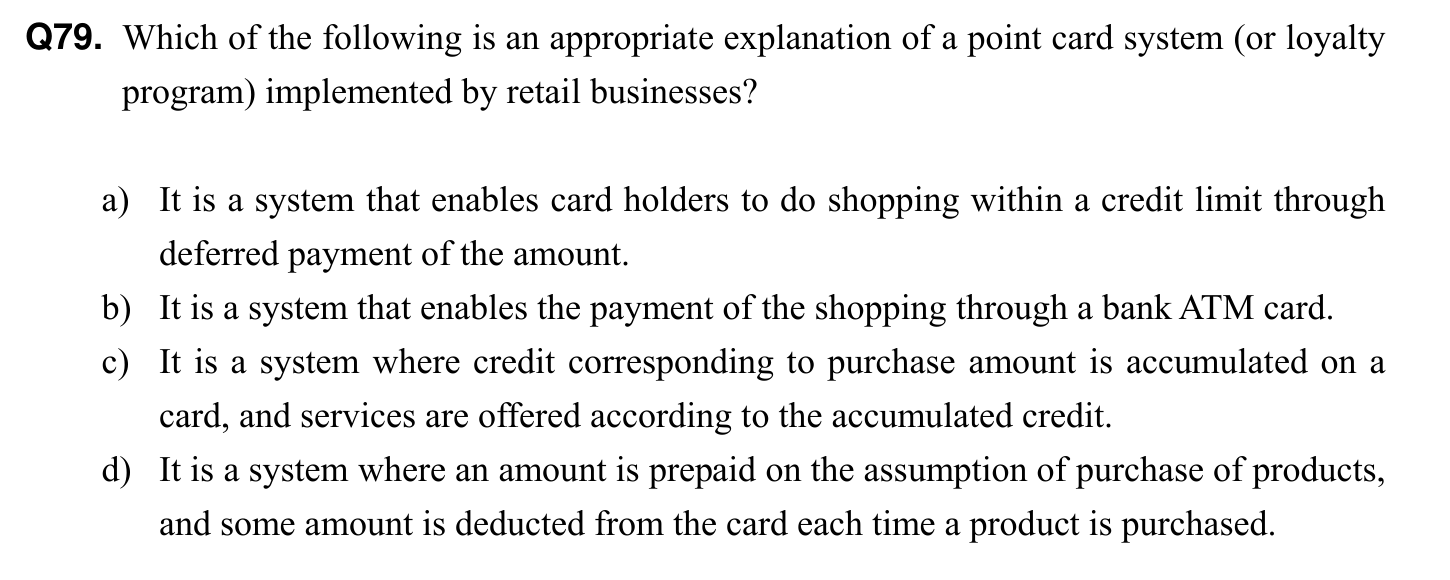 Q79. Which of the following is an appropriate explanation of a point card system (or loyalty
program) implemented by retail businesses?
a) It is a system that enables card holders to do shopping within a credit limit through
deferred payment of the amount.
b) It is a system that enables the payment of the shopping through a bank ATM card.
c) It is a system where credit corresponding to purchase amount is accumulated on a
card, and services are offered according to the accumulated credit.
d) It is a system where an amount is prepaid on the assumption of purchase of products,
and some amount is deducted from the card each time a product is purchased.